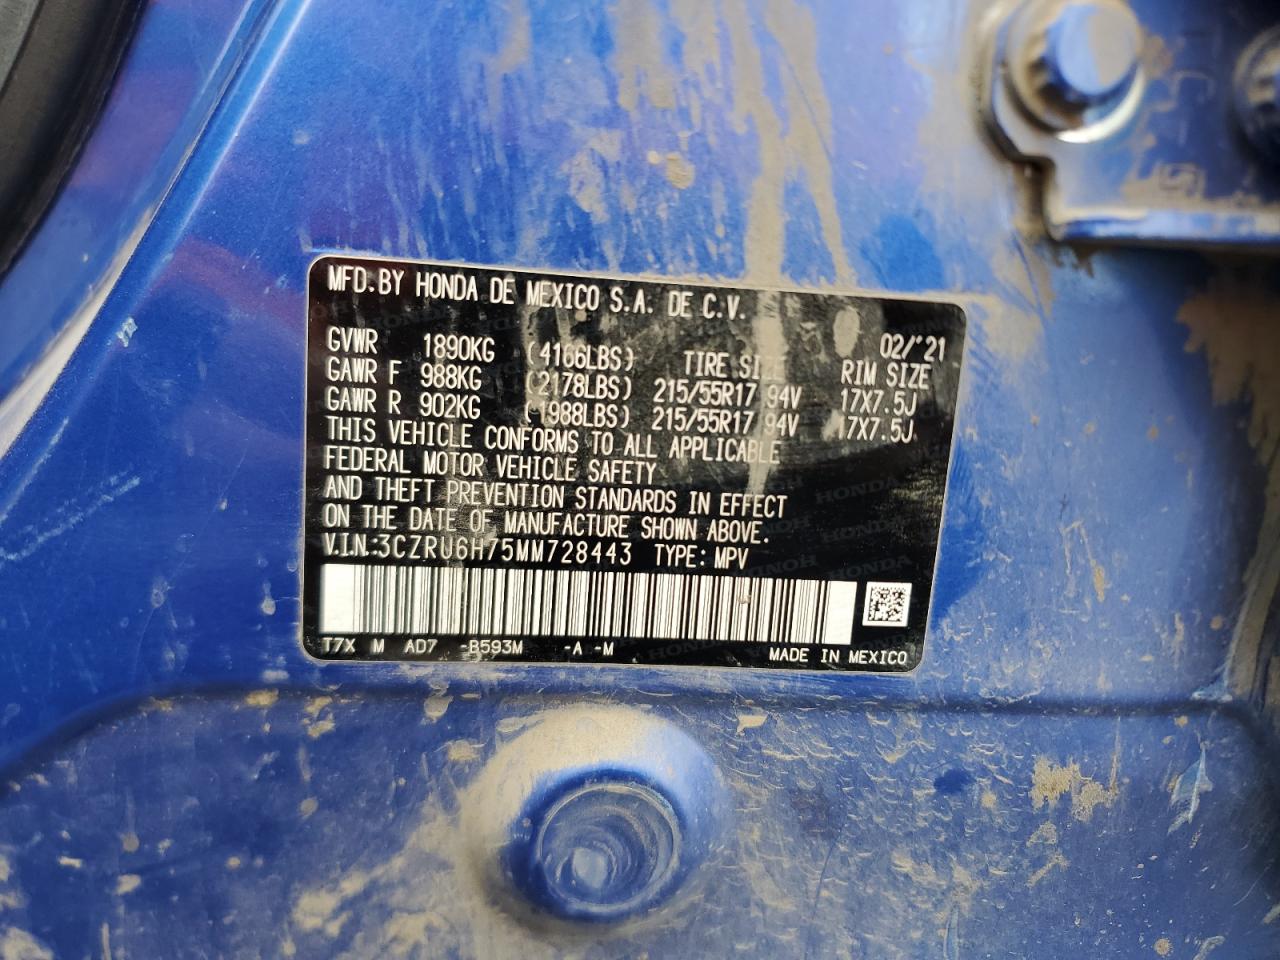 MFD.BY HONDA DE MEXICO S.A. DE C.V.
02/'21
GVWR 1890KG (4166LBS) TIRE SIZE RIM SIZE
GAWR F 988KG (2178LBS) 215/55R17 94V 17X7.5J
GAWR R 902KG (1988LBS) 215/55R17 94V 17X7.5J
THIS VEHICLE CONFORMS TO ALL APPLICABLE
FEDERAL MOTOR VEHICLE SAFETY
AND THEFT PREVENTION STANDARDS IN EFFECT
ON THE DATE OF MANUFACTURE SHOWN ABOVE.
V.I.N:3CZRU6H75MM728443 TYPE: MPV
T7X M AD7 -B593M -A -M MADE IN MEXICO